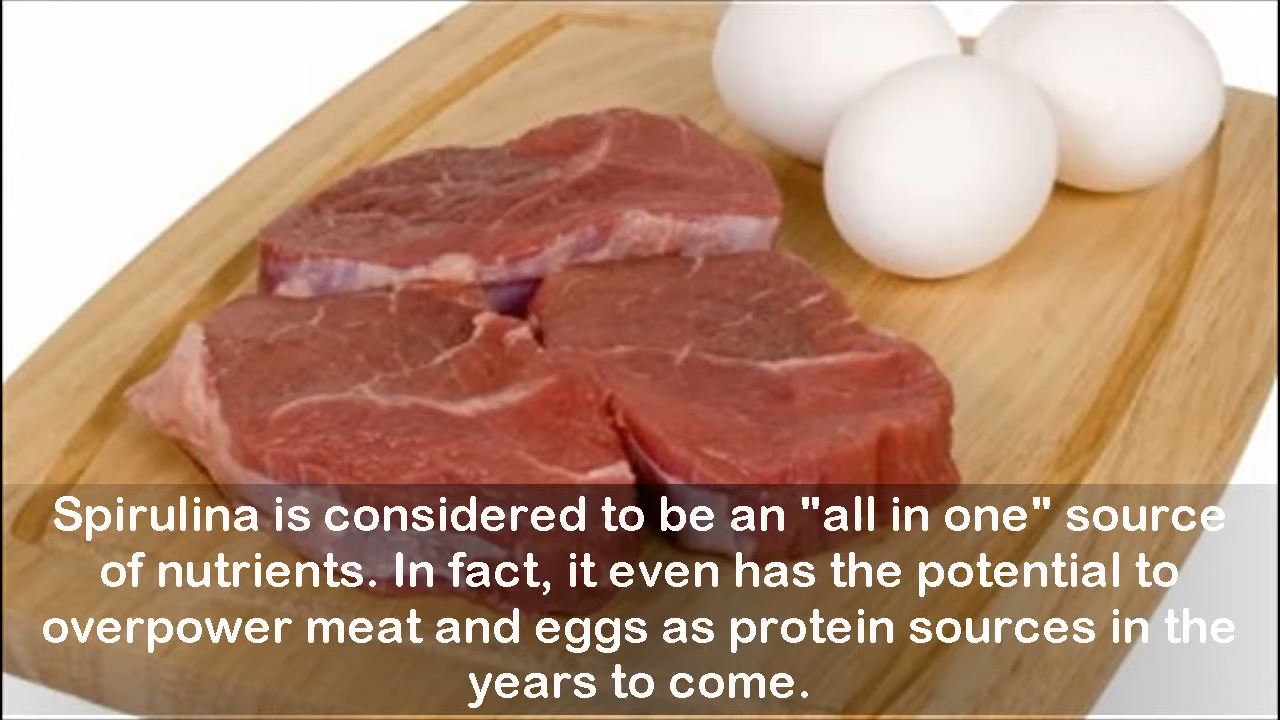 Spirulina is considered to be an "all in one" source
of nutrients. In fact, it even has the potential to
overpower meat and eggs as protein sources in the
years to come.